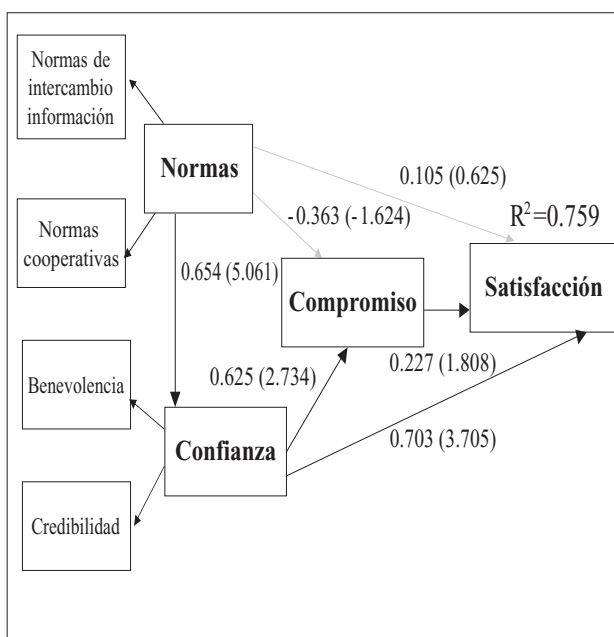 Normas de
intercambio
información
Normas
0.105 (0.625)
R²=0.759
-0.363 (-1.624)
Normas
cooperativas
0.654 (5.061)
Compromiso
Satisfacción
0.625 (2.734)
0.227 (1.808)
Benevolencia
0.703 (3.705)
Confianza
Credibilidad